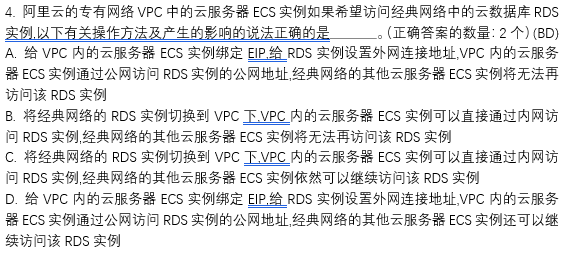 4. 阿里云的专有网络 VPC 中的云服务器 ECS 实例如果希望访问经典网络中的云数据库 RDS
实例,以下有关操作方法及产生的影响的说法正确的是______。(正确答案的数量: 2 个) (BD)
A. 给 VPC 内的云服务器 ECS 实例绑定 EIP,给 RDS 实例设置外网连接地址,VPC 内的云服务
器 ECS 实例通过公网访问 RDS 实例的公网地址,经典网络的其他云服务器 ECS 实例将无法再
访问该 RDS 实例
B. 将经典网络的 RDS 实例切换到 VPC 下,VPC 内的云服务器 ECS 实例可以直接通过内网访
问 RDS 实例,经典网络的其他云服务器 ECS 实例将无法再访问该 RDS 实例
C. 将经典网络的 RDS 实例切换到 VPC 下,VPC 内的云服务器 ECS 实例可以直接通过内网访
问 RDS 实例,经典网络的其他云服务器 ECS 实例依然可以继续访问该 RDS 实例
D. 给 VPC 内的云服务器 ECS 实例绑定 EIP,给 RDS 实例设置外网连接地址,VPC 内的云服务
器 ECS 实例通过公网访问 RDS 实例的公网地址,经典网络的其他云服务器 ECS 实例还可以继
续访问该 RDS 实例